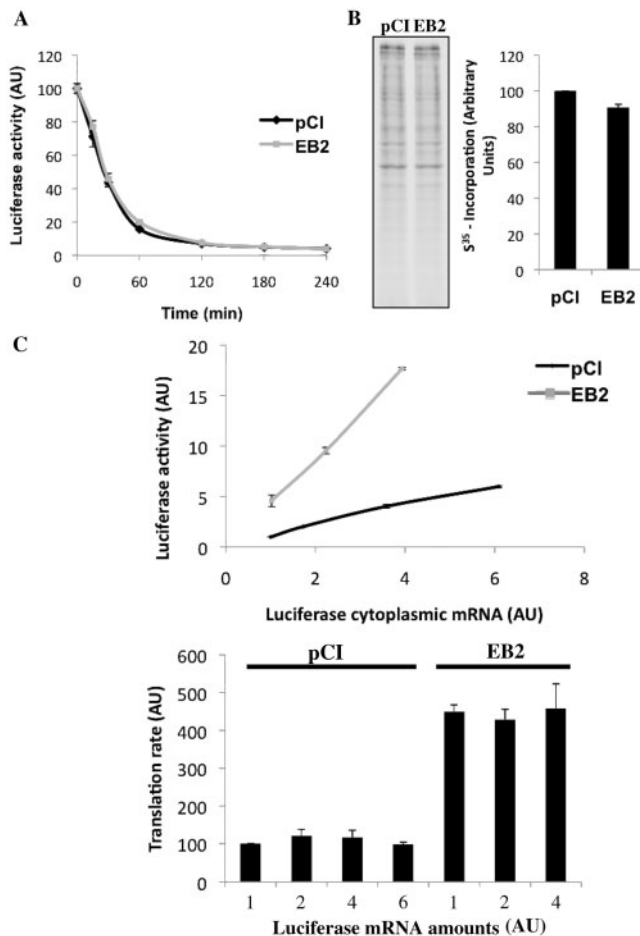 A
Luciferase activity (AU)
120
100
80
60
40
20
0
0 60 120 180 240
Time (min)
pCI
EB2
B
pCI EB2
S35 - Incorporation (Arbitrary
Units)
120
100
80
60
40
20
0
pCI EB2
C
Luciferase activity (AU)
20
15
10
5
0
0 2 4 6 8
Luciferase cytoplasmic mRNA (AU)
pCI
EB2
Translation rate (AU)
600
500
400
300
200
100
0
pCI EB2
1 2 4 6 1 2 4
Luciferase mRNA amounts (AU)